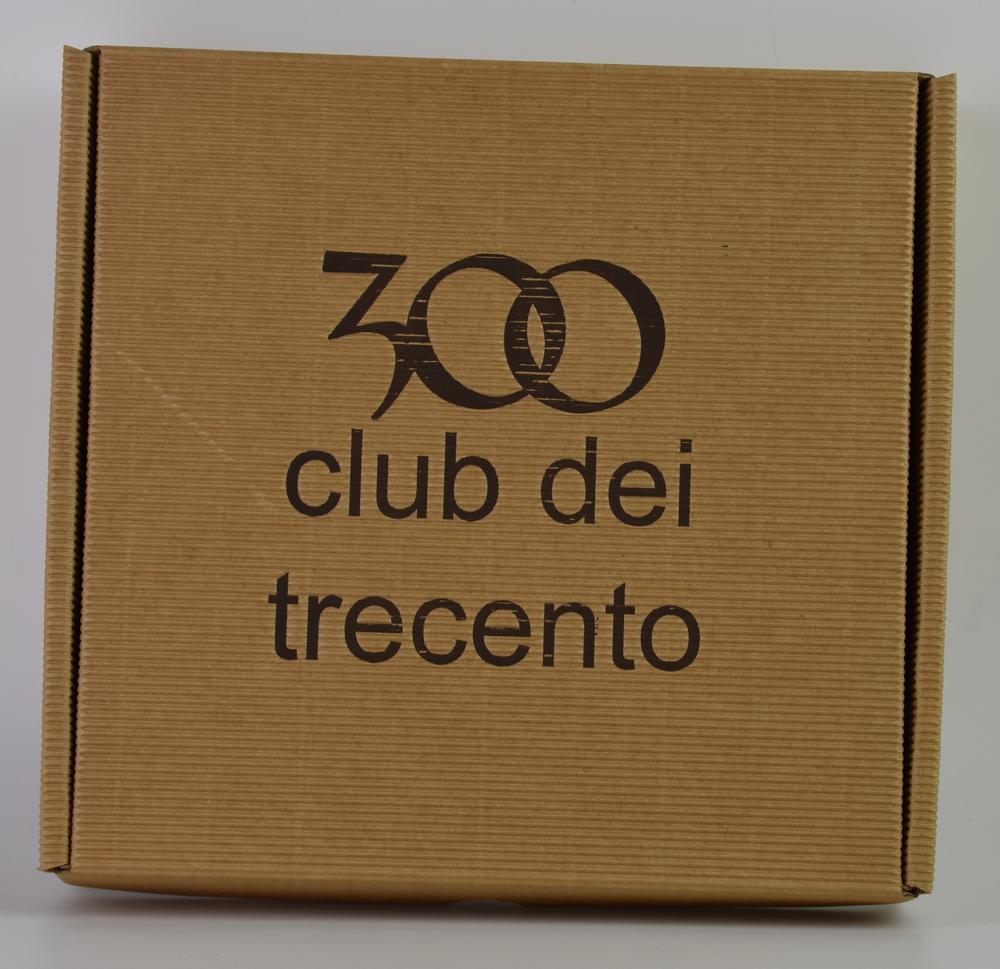 300
club dei
trecento